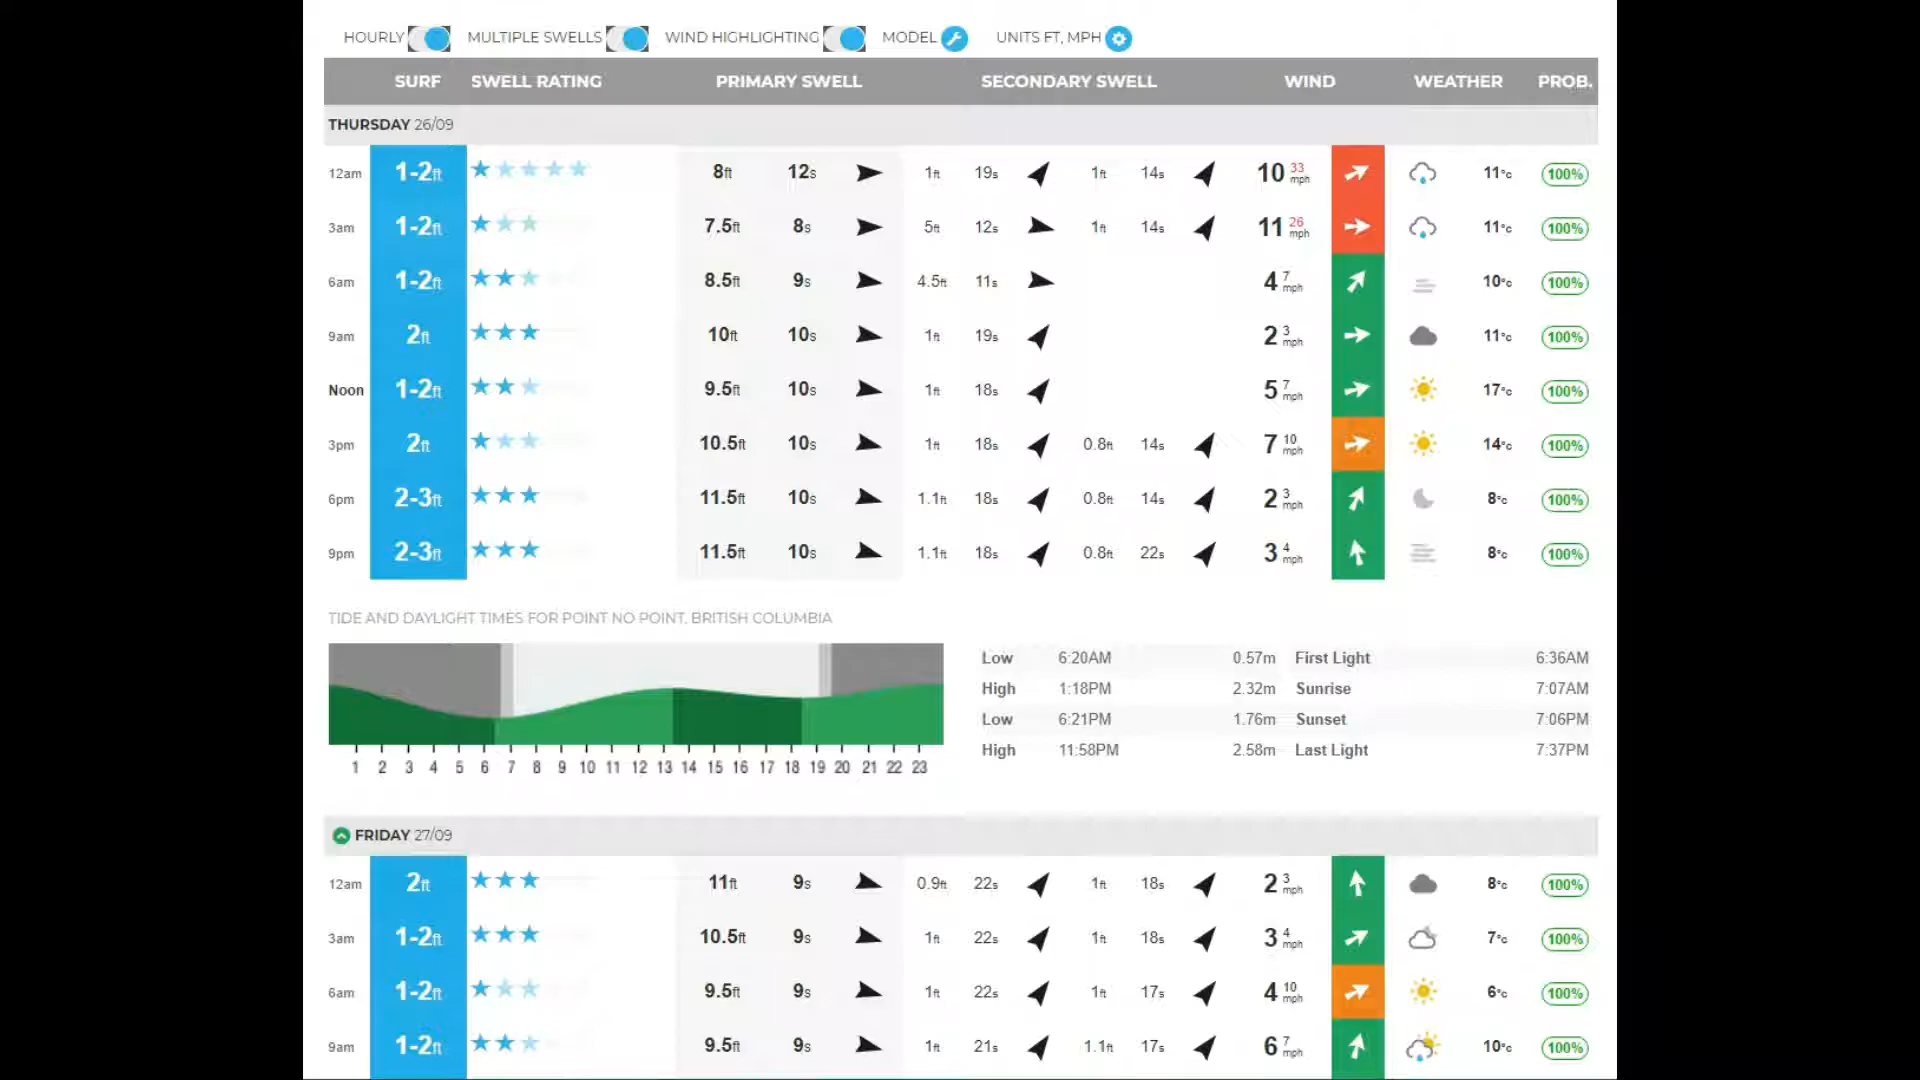 HOURLY MULTIPLE SWELLS WIND HIGHLIGHTING MODEL UNITS FT, MPH
SURF SWELL RATING PRIMARY SWELL SECONDARY SWELL WIND WEATHER PROB.
THURSDAY 26/09
12am 1-2ft 8ft 12s 1ft 19s 1ft 14s 10 33 mph 11°c 100%
3am 1-2ft 7.5ft 8s 5ft 12s 1ft 14s 11 26 mph 11°c 100%
6am 1-2ft 8.5ft 9s 4.5ft 11s 4 7 mph 10°c 100%
9am 2ft 10ft 10s 1ft 19s 2 3 mph 11°c 100%
Noon 1-2ft 9.5ft 10s 1ft 18s 5 7 mph 17°c 100%
3pm 2ft 10.5ft 10s 1ft 18s 0.8ft 14s 7 10 mph 14°c 100%
6pm 2-3ft 11.5ft 10s 1.1ft 18s 0.8ft 14s 2 3 mph 8°c 100%
9pm 2-3ft 11.5ft 10s 1.1ft 18s 0.8ft 22s 3 4 mph 8°c 100%
TIDE AND DAYLIGHT TIMES FOR POINT NO POINT, BRITISH COLUMBIA
Low 6:20AM 0.57m First Light 6:36AM
High 1:18PM 2.32m Sunrise 7:07AM
Low 6:21PM 1.76m Sunset 7:06PM
High 11:58PM 2.58m Last Light 7:37PM
1 2 3 4 5 6 7 8 9 10 11 12 13 14 15 16 17 18 19 20 21 22 23
FRIDAY 27/09
12am 2ft 11ft 9s 0.9ft 22s 1ft 18s 2 3 mph 8°c 100%
3am 1-2ft 10.5ft 9s 1ft 22s 1ft 18s 3 4 mph 7°c 100%
6am 1-2ft 9.5ft 9s 1ft 22s 1ft 17s 4 10 mph 6°c 100%
9am 1-2ft 9.5ft 9s 1ft 21s 1.1ft 17s 6 7 mph 10°c 100%